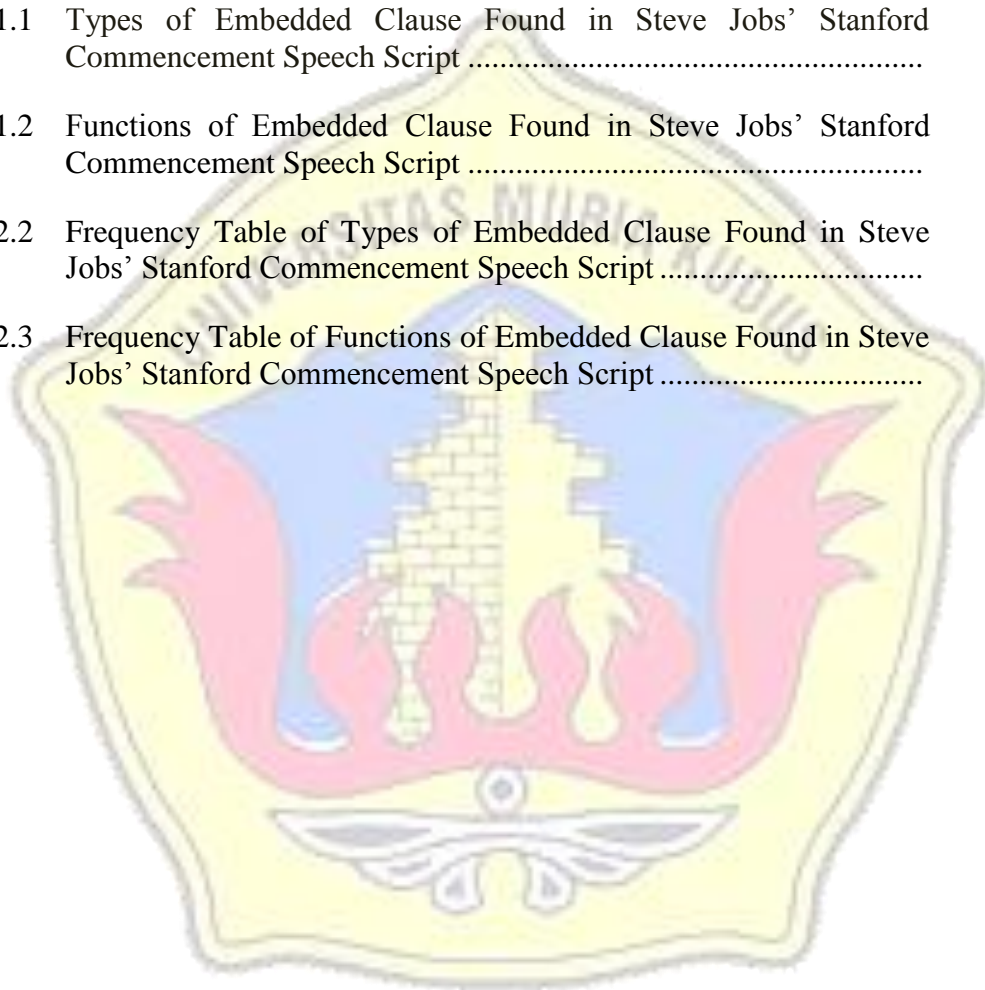 1.1 Types of Embedded Clause Found in Steve Jobs’ Stanford
Commencement Speech Script .........................................................
1.2 Functions of Embedded Clause Found in Steve Jobs’ Stanford
Commencement Speech Script .........................................................
2.2 Frequency Table of Types of Embedded Clause Found in Steve
Jobs’ Stanford Commencement Speech Script .................................
2.3 Frequency Table of Functions of Embedded Clause Found in Steve
Jobs’ Stanford Commencement Speech Script .................................
UNIVERSITAS MURIA KUDUS